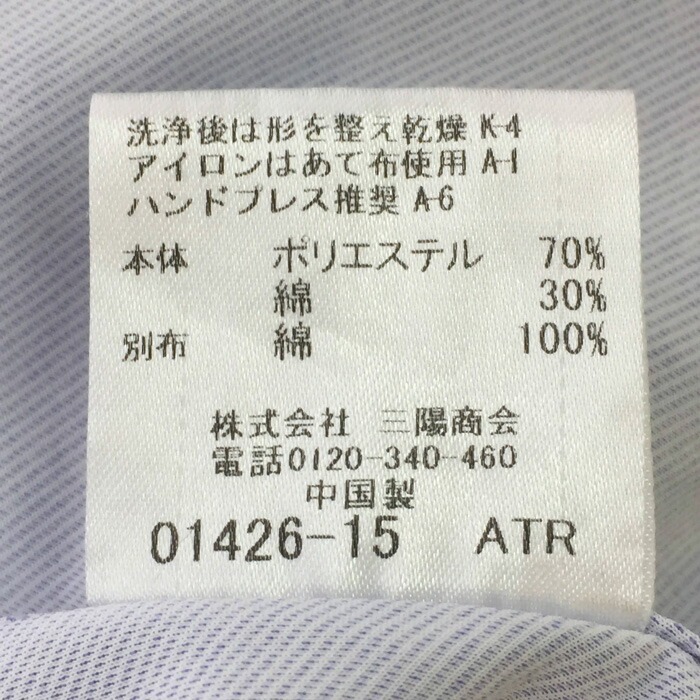 洗浄後は形を整え乾燥 K-4
アイロンはあて布使用 A-1
ハンドプレス推奨 A-6
本体 ポリエステル 70%
綿 30%
別布 綿 100%
株式会社 三陽商会
電話0120-340-460
中国製
01426-15 ATR